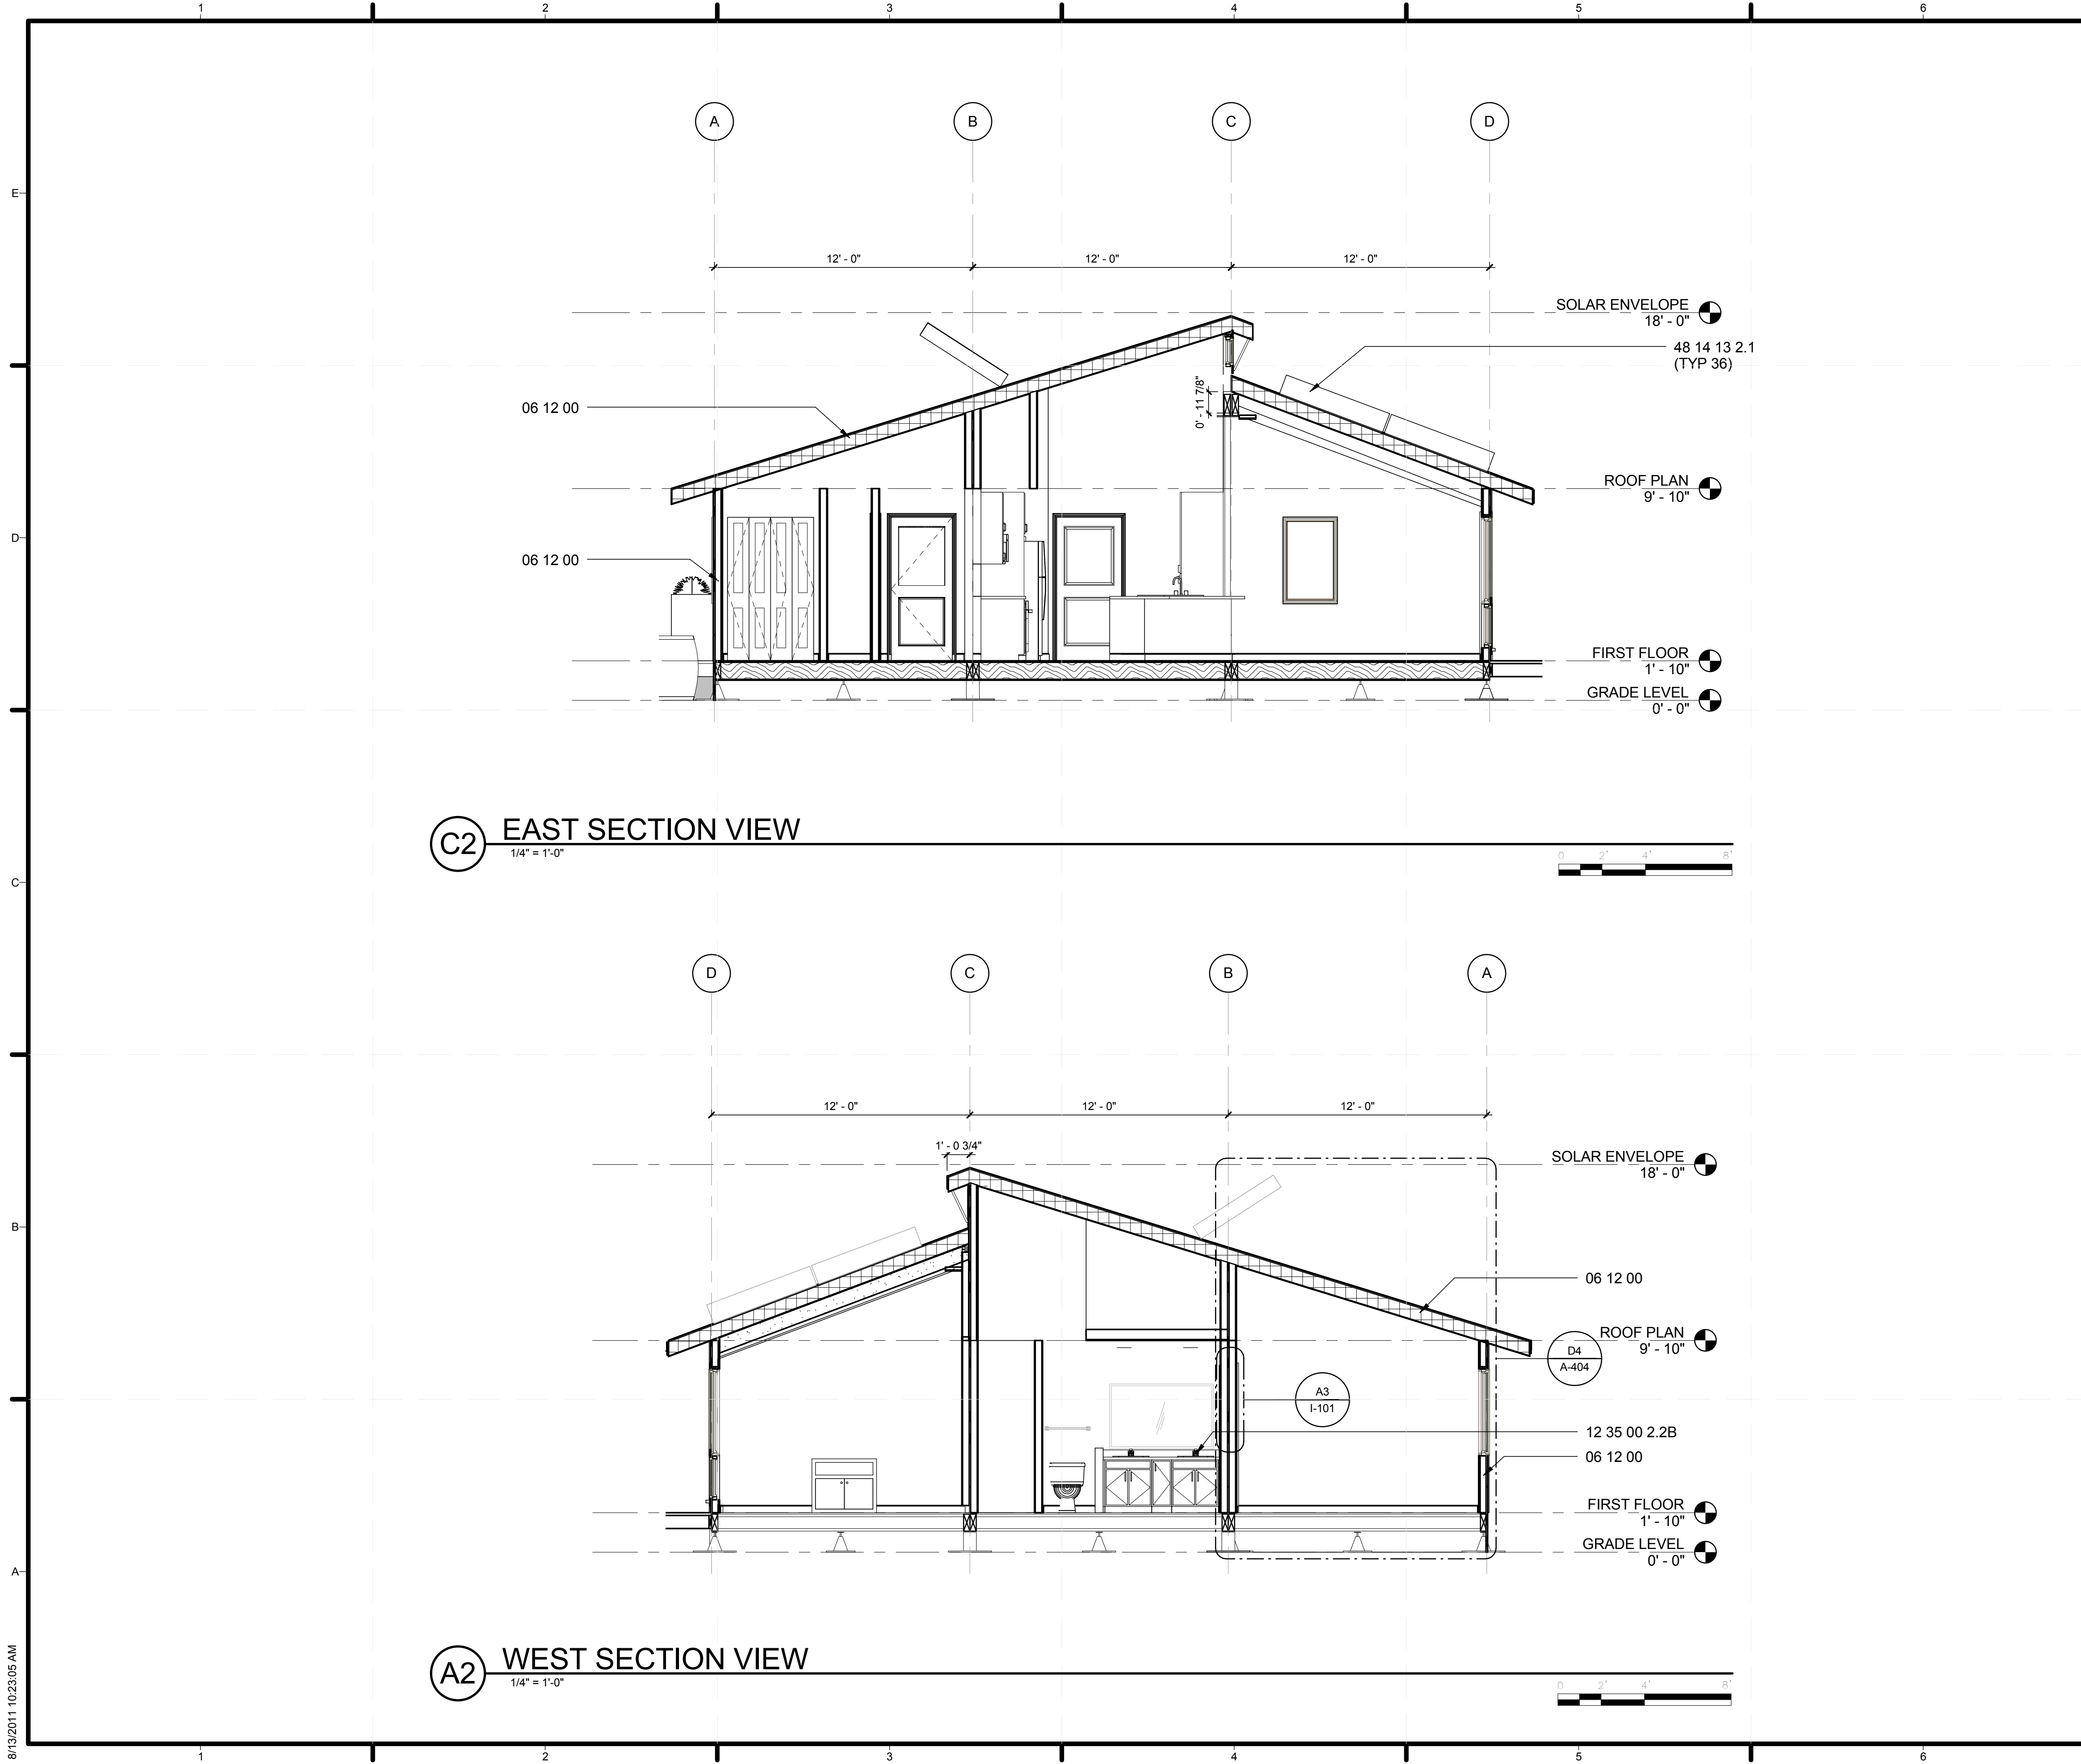 1 2 3 4 5 6
E
D
C
B
A
A B C D
12' - 0" 12' - 0" 12' - 0"
SOLAR ENVELOPE
18' - 0"
48 14 13 2.1
(TYP 36)
0' - 11 7/8"
06 12 00
ROOF PLAN
9' - 10"
06 12 00
FIRST FLOOR
1' - 10"
GRADE LEVEL
0' - 0"
C2 EAST SECTION VIEW
1/4" = 1'-0"
0 2' 4' 8'
D C B A
12' - 0" 12' - 0" 12' - 0"
1' - 0 3/4"
SOLAR ENVELOPE
18' - 0"
06 12 00
ROOF PLAN
9' - 10"
D4
A-404
A3
I-101
12 35 00 2.2B
06 12 00
FIRST FLOOR
1' - 10"
GRADE LEVEL
0' - 0"
A2 WEST SECTION VIEW
1/4" = 1'-0"
0 2' 4' 8'
8/13/2011 10:23:05 AM
1 2 3 4 5 6